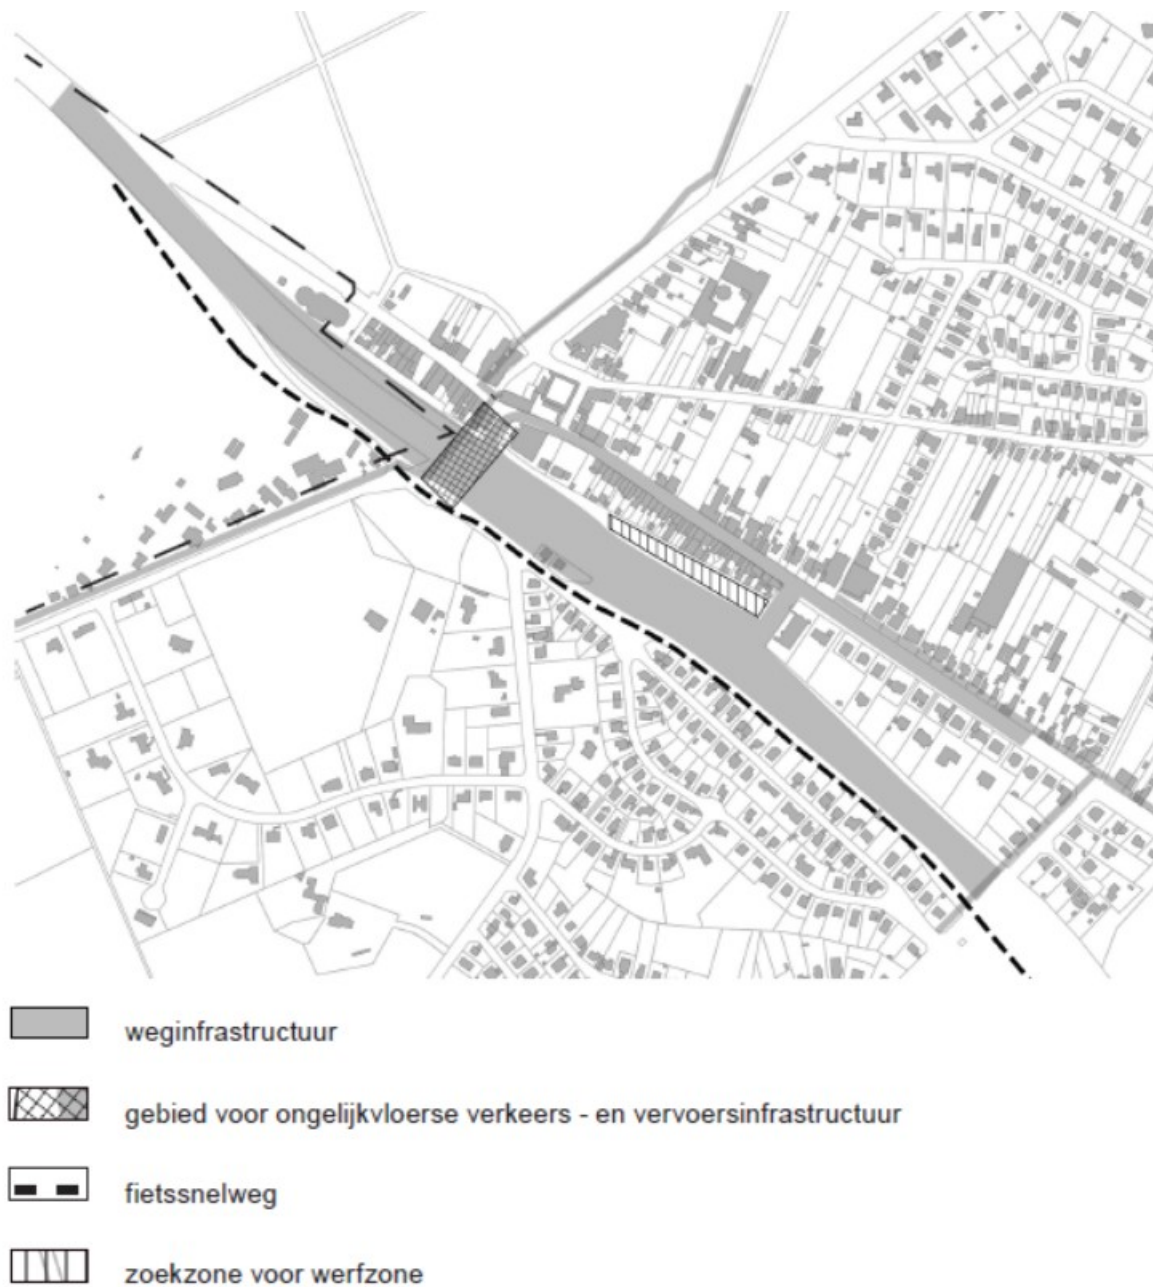 weginfrastructuur
gebied voor ongelijkvloerse verkeers - en vervoersinfrastructuur
fietssnelweg
zoekzone voor werfzone